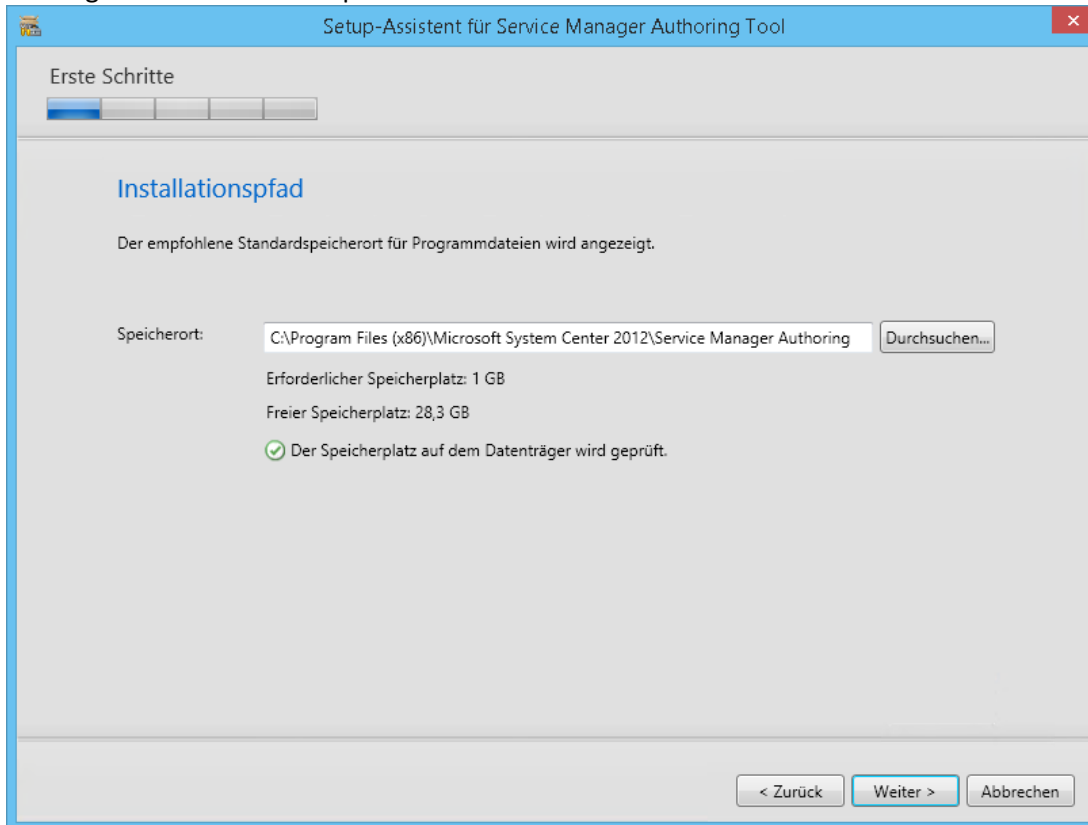 Setup-Assistent für Service Manager Authoring Tool
Erste Schritte
Installationspfad
Der empfohlene Standardspeicherort für Programmdateien wird angezeigt.
Speicherort:
C:\Program Files (x86)\Microsoft System Center 2012\Service Manager Authoring
Durchsuchen...
Erforderlicher Speicherplatz: 1 GB
Freier Speicherplatz: 28,3 GB
Der Speicherplatz auf dem Datenträger wird geprüft.
< Zurück
Weiter >
Abbrechen